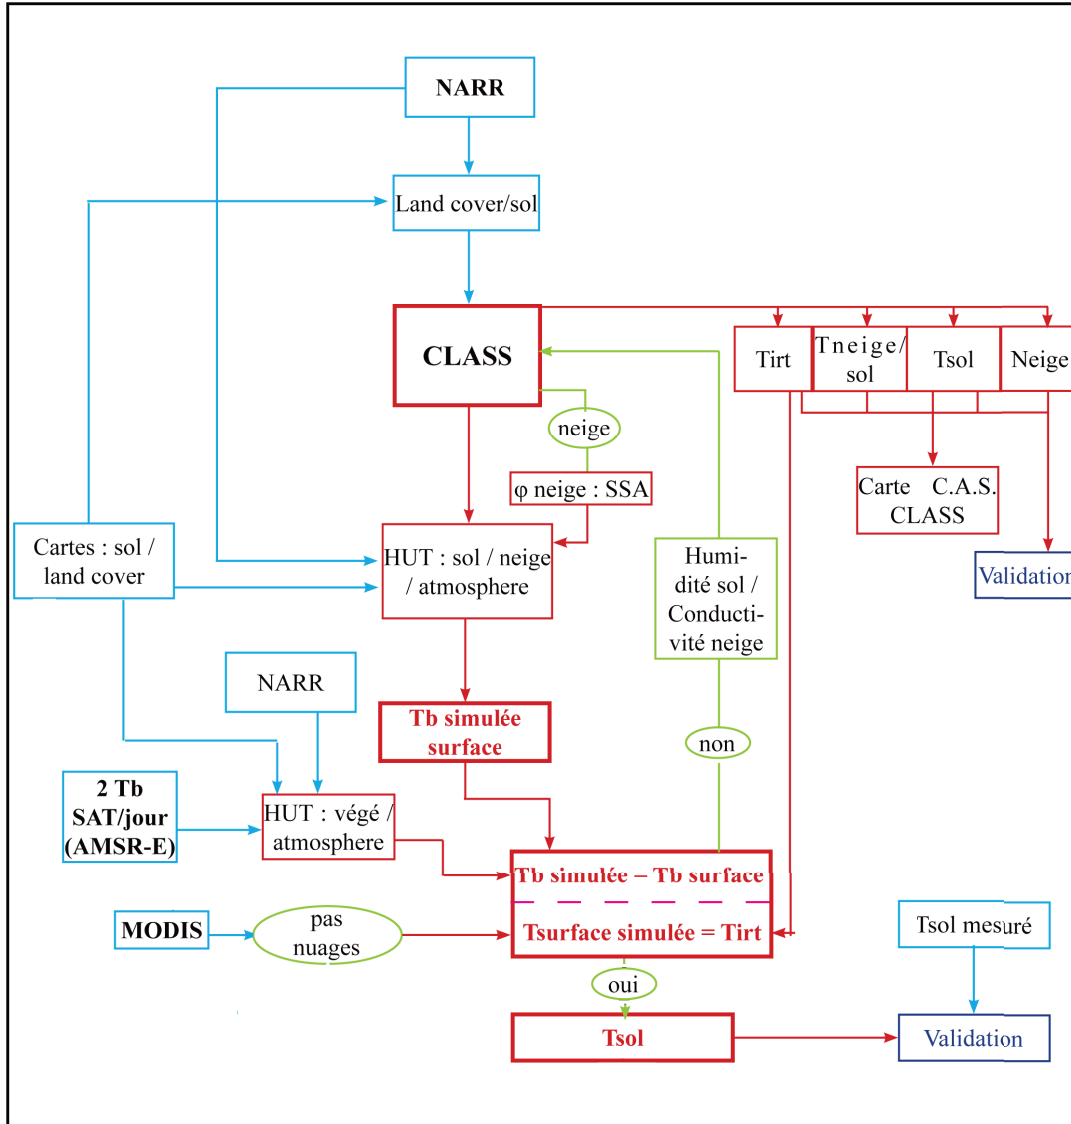 NARR
Land cover/sol
CLASS
Tirt
Tneige/
sol
Tsol
Neige
neige
φ neige : SSA
Carte C.A.S.
CLASS
Cartes : sol /
land cover
HUT : sol / neige
/ atmosphere
Humi-
dité sol /
Conducti-
vité neige
Validation
NARR
Tb simulée
surface
non
2 Tb
SAT/jour
(AMSR-E)
HUT : végé /
atmosphere
Tb simulée = Tb surface
MODIS
pas
nuages
Tsurface simulée = Tirt
Tsol mesuré
oui
Tsol
Validation